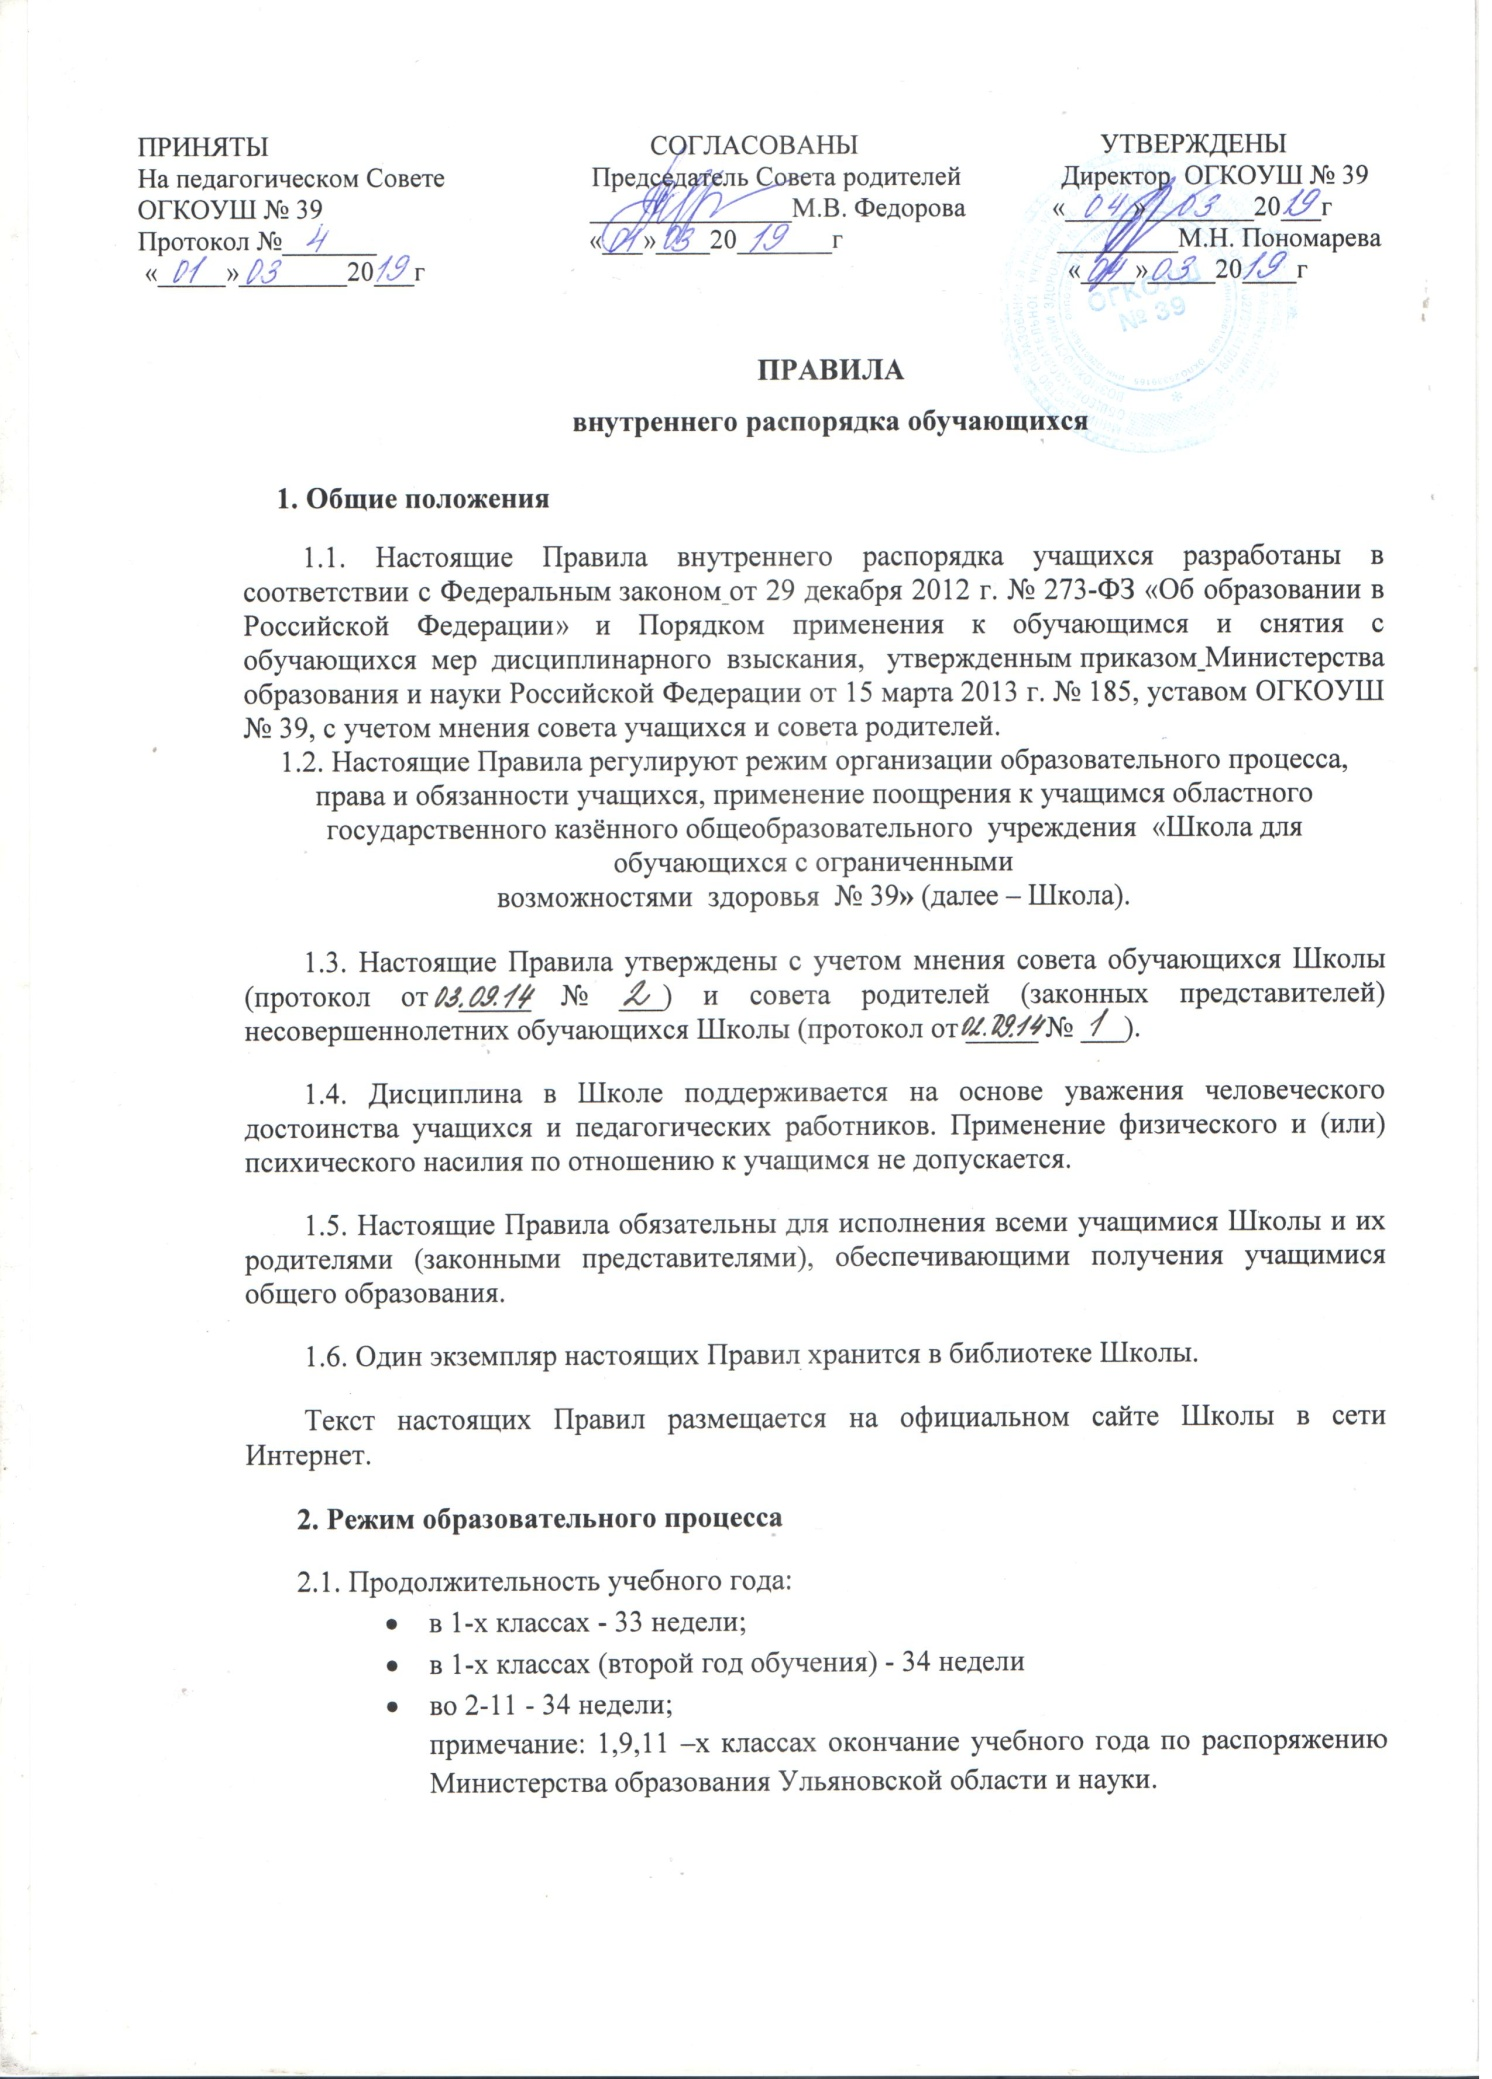 ПРИНЯТЫ
На педагогическом Совете
ОГКОУШ № 39
Протокол № 4
« 01 » 03 2019 г
СОГЛАСОВАНЫ
Председатель Совета родителей
М.В. Федорова
« 01 » 03 20 19 г
УТВЕРЖДЕНЫ
Директор ОГКОУШ № 39
« 04 » 03 20 19 г
М.Н. Пономарева
« 04 » 03 20 19 г
ОГКОУШ
№ 39
ПРАВИЛА
внутреннего распорядка обучающихся
1. Общие положения
1.1. Настоящие Правила внутреннего распорядка учащихся разработаны в
соответствии с Федеральным законом от 29 декабря 2012 г. № 273-ФЗ «Об образовании в
Российской Федерации» и Порядком применения к обучающимся и снятия с
обучающихся мер дисциплинарного взыскания, утвержденным приказом Министерства
образования и науки Российской Федерации от 15 марта 2013 г. № 185, уставом ОГКОУШ
№ 39, с учетом мнения совета учащихся и совета родителей.
1.2. Настоящие Правила регулируют режим организации образовательного процесса,
права и обязанности учащихся, применение поощрения к учащимся областного
государственного казённого общеобразовательного учреждения «Школа для
обучающихся с ограниченными
возможностями здоровья № 39» (далее – Школа).
1.3. Настоящие Правила утверждены с учетом мнения совета обучающихся Школы
(протокол от 03.09.14 № 2 ) и совета родителей (законных представителей)
несовершеннолетних обучающихся Школы (протокол от 02.09.14 № 1 ).
1.4. Дисциплина в Школе поддерживается на основе уважения человеческого
достоинства учащихся и педагогических работников. Применение физического и (или)
психического насилия по отношению к учащимся не допускается.
1.5. Настоящие Правила обязательны для исполнения всеми учащимися Школы и их
родителями (законными представителями), обеспечивающими получения учащимися
общего образования.
1.6. Один экземпляр настоящих Правил хранится в библиотеке Школы.
Текст настоящих Правил размещается на официальном сайте Школы в сети
Интернет.
2. Режим образовательного процесса
2.1. Продолжительность учебного года:
• в 1-х классах - 33 недели;
• в 1-х классах (второй год обучения) - 34 недели
• во 2-11 - 34 недели;
примечание: 1,9,11 –х классах окончание учебного года по распоряжению
Министерства образования Ульяновской области и науки.